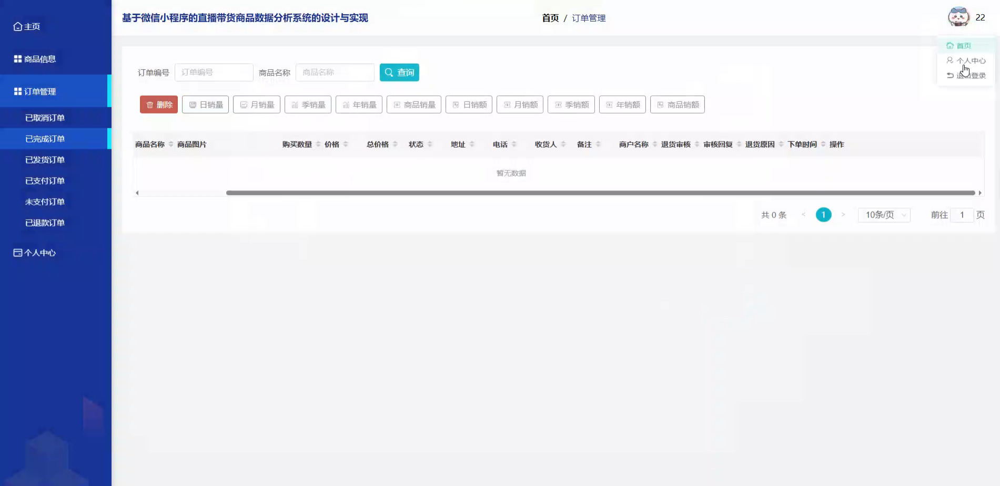 主页
商品信息
订单管理
已取消订单
已完成订单
已发货订单
已支付订单
未支付订单
已退款订单
个人中心
基于微信小程序的直播带货商品数据分析系统的设计与实现
首页 / 订单管理
22
首页
个人中心
退出登录
订单编号 订单编号 商品名称 商品名称 查询
删除 日销量 月销量 季销量 年销量 商品销量 日销额 月销额 季销额 年销额 商品销额
商品名称 商品图片 购买数量 价格 总价格 状态 地址 电话 收货人 备注 商户名称 退货审核 审核回复 退货原因 下单时间 操作
暂无数据
共 0 条 < 1 > 10条/页 前往 1 页